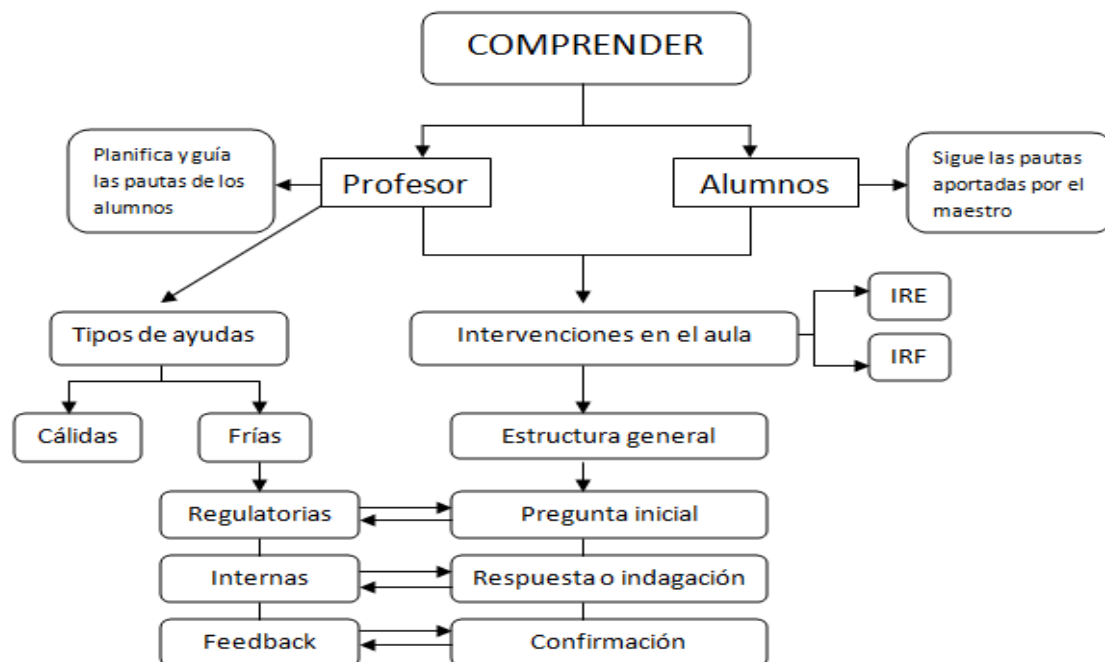 COMPRENDER
Planifica y guía
las pautas de los
alumnos
Profesor
Alumnos
Sigue las pautas
aportadas por el
maestro
Tipos de ayudas
Intervenciones en el aula
IRE
IRF
Cálidas
Frías
Estructura general
Regulatorias
Pregunta inicial
Internas
Respuesta o indagación
Feedback
Confirmación